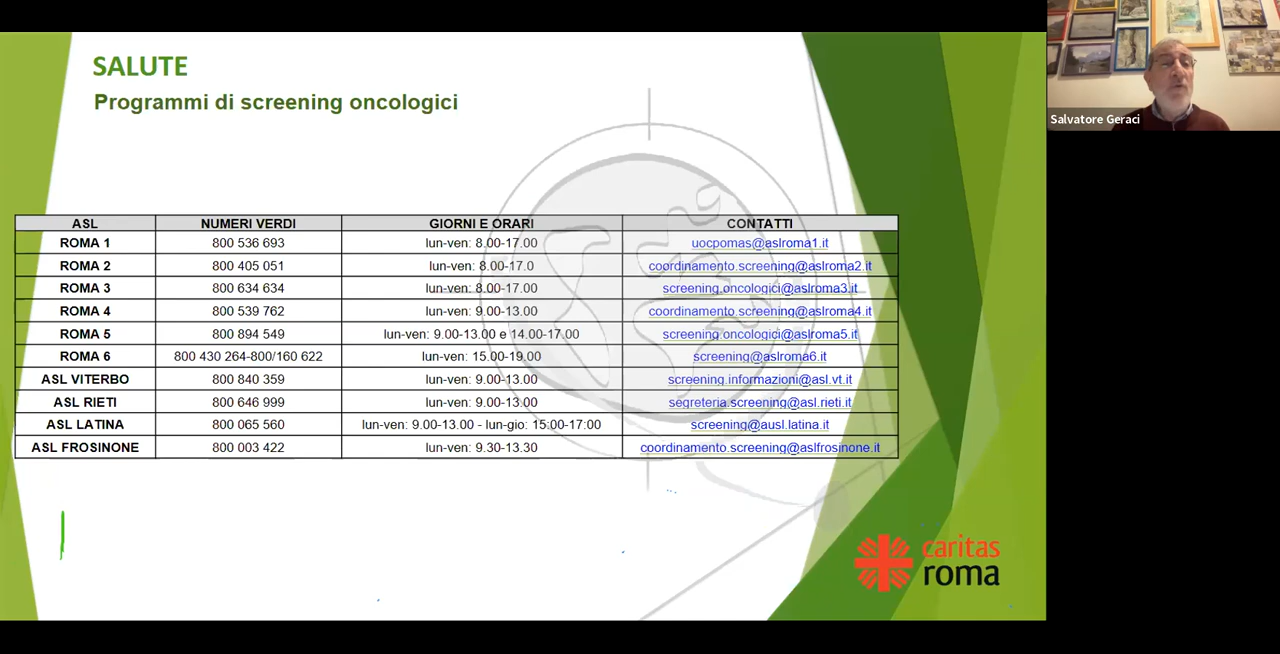 SALUTE
Programmi di screening oncologici
ASL NUMERI VERDI GIORNI E ORARI CONTATTI
ROMA 1 800 536 693 lun-ven: 8.00-17.00 uocpomas@aslroma1.it
ROMA 2 800 405 051 lun-ven: 8.00-17.0 coordinamento.screening@aslroma2.it
ROMA 3 800 634 634 lun-ven: 8.00-17.00 screening.oncologici@aslroma3.it
ROMA 4 800 539 762 lun-ven: 9.00-13.00 coordinamento.screening@aslroma4.it
ROMA 5 800 894 549 lun-ven: 9.00-13.00 e 14.00-17.00 screening.oncologici@aslroma5.it
ROMA 6 800 430 264-800/160 622 lun-ven: 15.00-19.00 screening@aslroma6.it
ASL VITERBO 800 840 359 lun-ven: 9.00-13.00 screening.informazioni@asl.vt.it
ASL RIETI 800 646 999 lun-ven: 9.00-13:00 segreteria.screening@asl.rieti.it
ASL LATINA 800 065 560 lun-ven: 9.00-13.00 - lun-gio: 15:00-17:00 screening@ausl.latina.it
ASL FROSINONE 800 003 422 lun-ven: 9.30-13.30 coordinamento.screening@aslfrosinone.it
caritas
roma
Salvatore Geraci